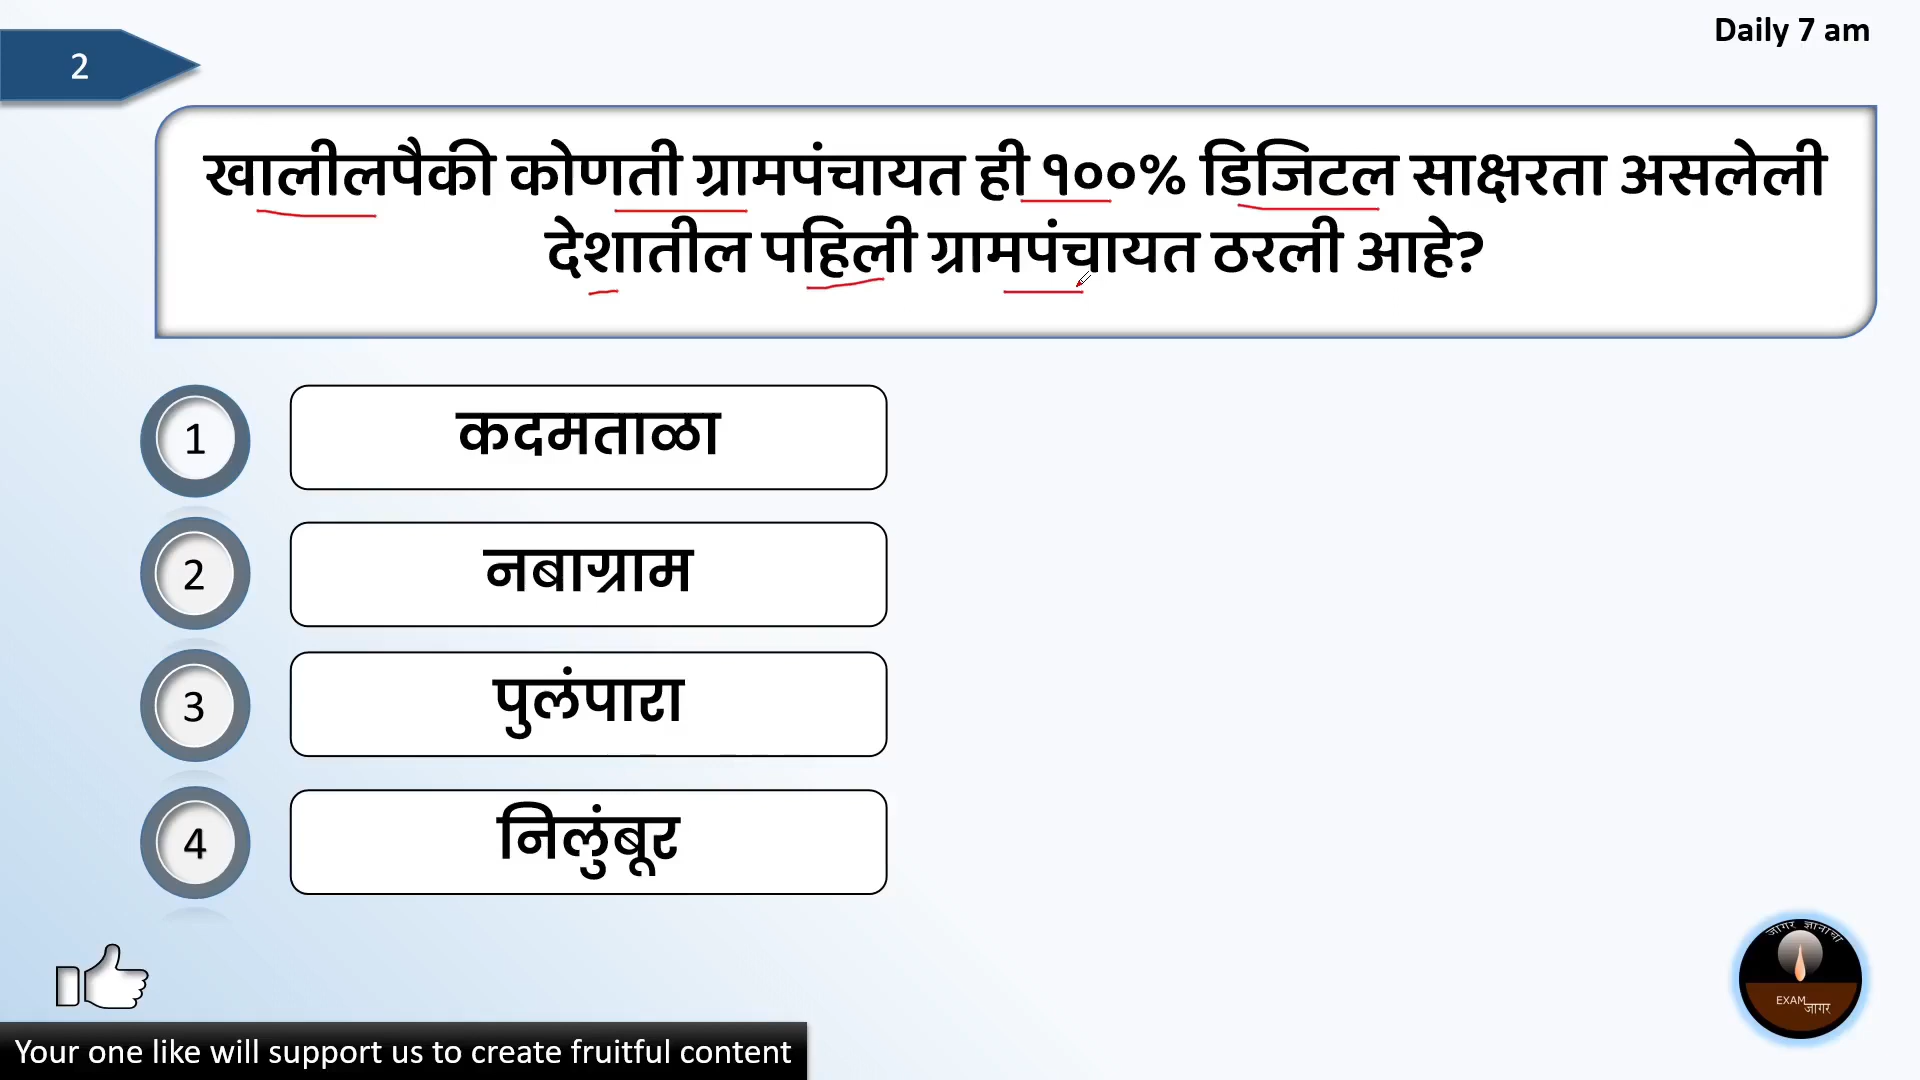 Daily 7 am
2
खालीलपैकी कोणती ग्रामपंचायत ही १००% डिजिटल साक्षरता असलेली
देशातील पहिली ग्रामपंचायत ठरली आहे?
1
कदमताळा
2
नबाग्राम
3
पुलंपारा
4
निलुंबूर
जागर ज्ञानाचा
EXAM
जागर
Your one like will support us to create fruitful content